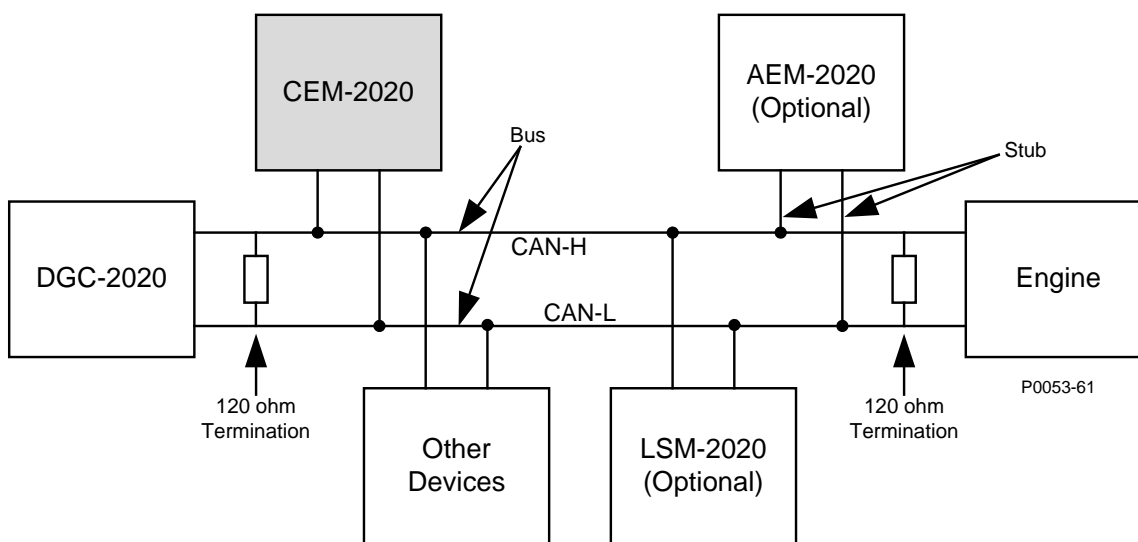 CEM-2020
AEM-2020
(Optional)
Bus
Stub
DGC-2020
CAN-H
Engine
CAN-L
P0053-61
120 ohm
Termination
120 ohm
Termination
Other
Devices
LSM-2020
(Optional)